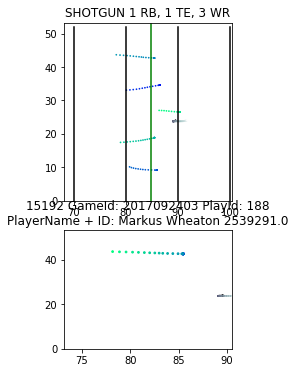 SHOTGUN 1 RB, 1 TE, 3 WR
50
40
30
20
10
0
70 80 90 100
15192 GameId: 2017092403 PlayId: 188
PlayerName + ID: Markus Wheaton 2539291.0
40
20
0
75 80 85 90